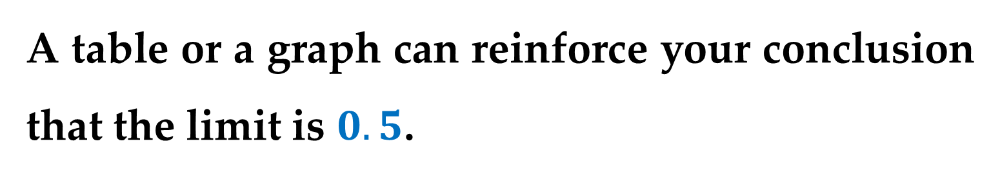 A table or a graph can reinforce your conclusion
that the limit is 0.5.